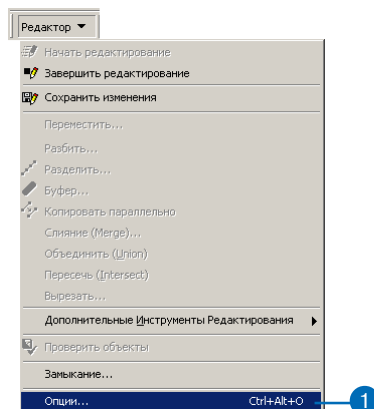 Редактор
Начать редактирование
Завершить редактирование
Сохранить изменения
Переместить...
Разбить...
Разделить...
Буфер...
Копировать параллельно
Слияние (Merge)...
Объединить (Union)
Пересечь (Intersect)
Вырезать...
Дополнительные Инструменты Редактирования
Проверить объекты
Замыкание...
Опции... Ctrl+Alt+O 1